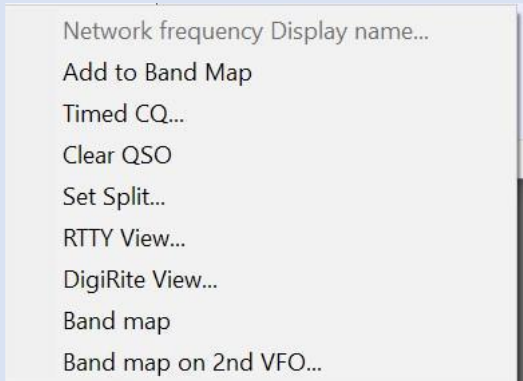 Network frequency Display name...
Add to Band Map
Timed CQ...
Clear QSO
Set Split...
RTTY View...
DigiRite View...
Band map
Band map on 2nd VFO...